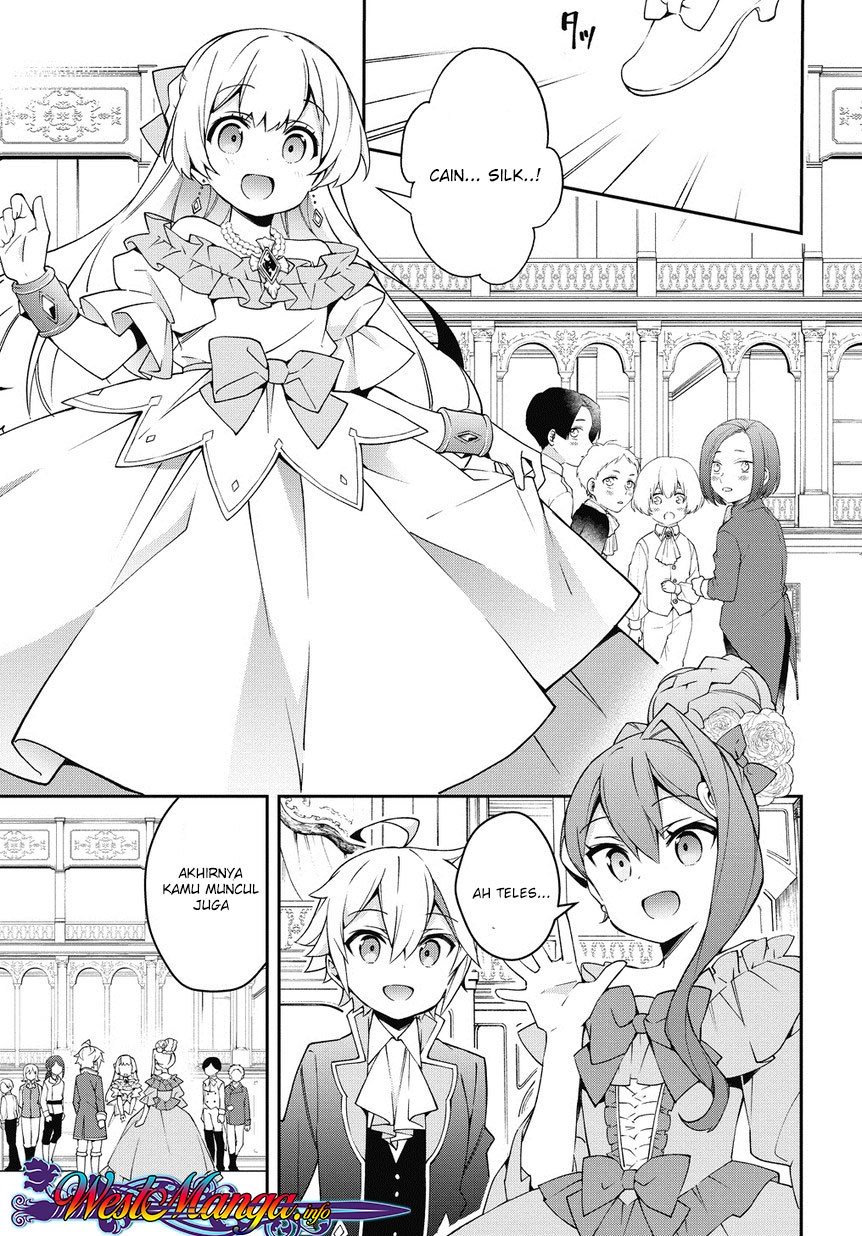 タッ
CAIN... SILK..!
AH TELES...
AKHIRNYA
KAMU MUNCUL
JUGA
WestManga.info